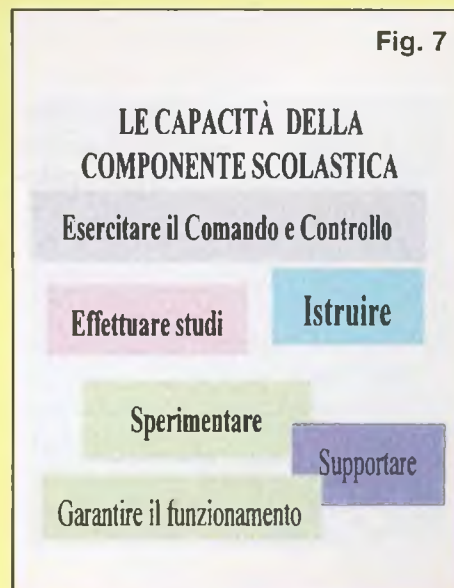 Fig. 7
LE CAPACITÀ DELLA
COMPONENTE SCOLASTICA
Esercitare il Comando e Controllo
Effettuare studi
Istruire
Sperimentare
Supportare
Garantire il funzionamento